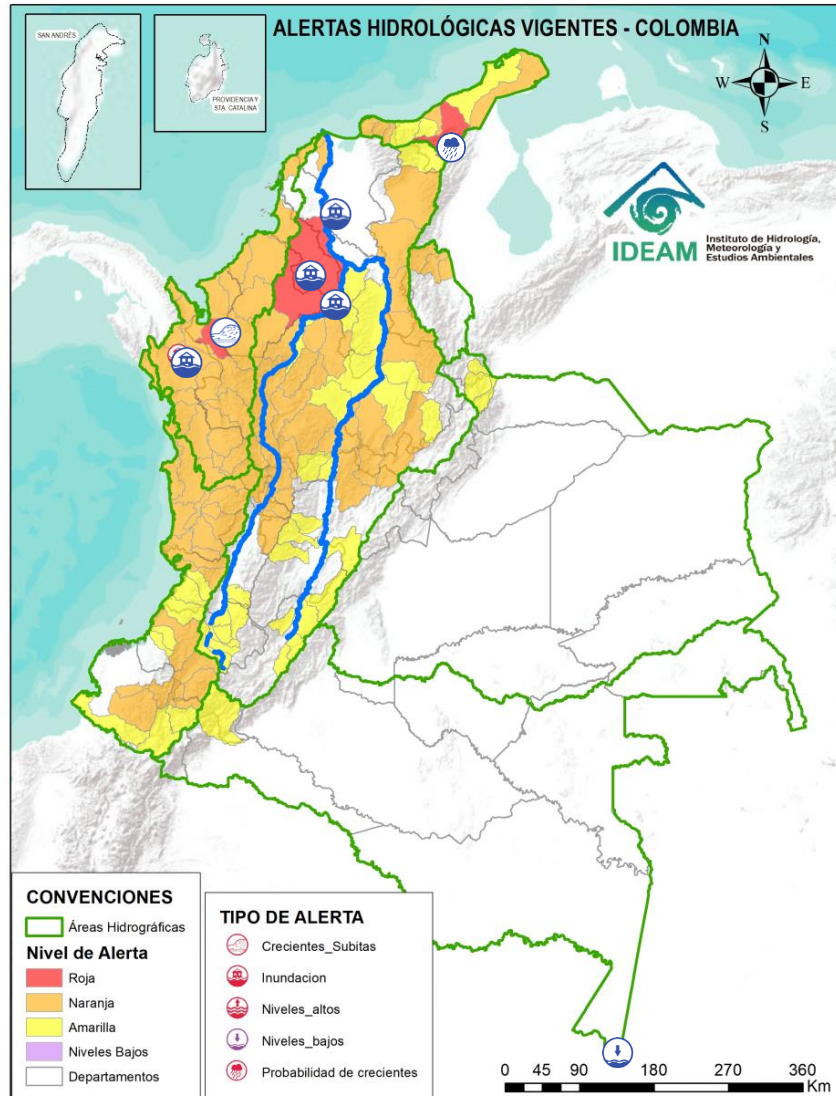 ALERTAS HIDROLÓGICAS VIGENTES - COLOMBIA
SAN ANDRÉS
PROVIDENCIA Y
STA. CATALINA
N
W
E
S
IDEAM
Instituto de Hidrología,
Meteorología y
Estudios Ambientales
CONVENCIONES
Áreas Hidrográficas
Nivel de Alerta
Roja
Naranja
Amarilla
Niveles Bajos
Departamentos
TIPO DE ALERTA
Crecientes_Subitas
Inundacion
Niveles_altos
Niveles_bajos
Probabilidad de crecientes
0 45 90 180 270 360
Km